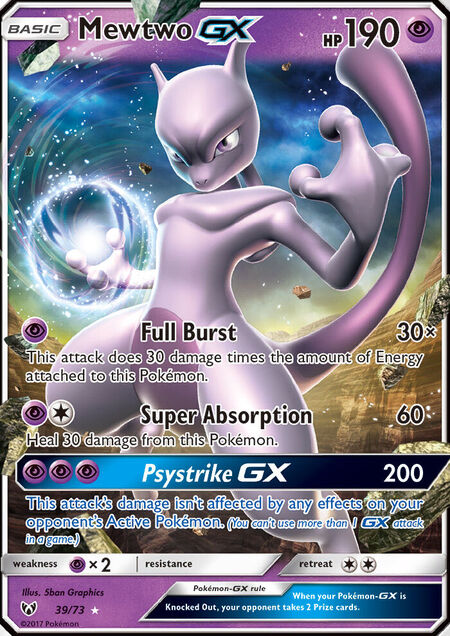 BASIC Mewtwo GX HP 190
Full Burst 30×
This attack does 30 damage times the amount of Energy
attached to this Pokémon.
Super Absorption 60
Heal 30 damage from this Pokémon.
Psystrike GX 200
This attack's damage isn't affected by any effects on your
opponent's Active Pokémon. (You can't use more than 1 GX attack
in a game.)
weakness × 2 resistance retreat
Illus. 5ban Graphics
Pokémon-GX rule
When your Pokémon-GX is
Knocked Out, your opponent takes 2 Prize cards.
39/73 ★
©2017 Pokémon